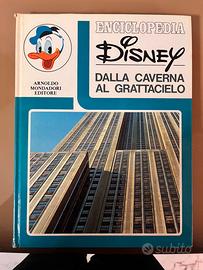 ENCICLOPEDIA
DISNEY
DALLA CAVERNA
AL GRATTACIELO
ARNOLDO
MONDADORI
EDITORE
subito